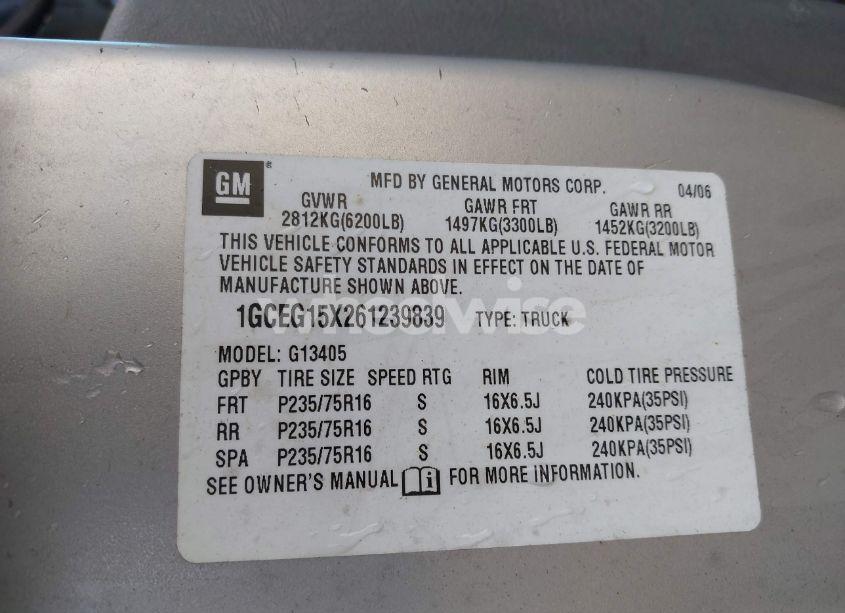 GM ®
MFD BY GENERAL MOTORS CORP. 04/06
GVWR GAWR FRT GAWR RR
2812KG(6200LB) 1497KG(3300LB) 1452KG(3200LB)
THIS VEHICLE CONFORMS TO ALL APPLICABLE U.S. FEDERAL MOTOR
VEHICLE SAFETY STANDARDS IN EFFECT ON THE DATE OF
MANUFACTURE SHOWN ABOVE.
1GCEG15X261239839 TYPE: TRUCK
wheelwise
MODEL: G13405
GPBY TIRE SIZE SPEED RTG RIM COLD TIRE PRESSURE
FRT P235/75R16 S 16X6.5J 240KPA(35PSI)
RR P235/75R16 S 16X6.5J 240KPA(35PSI)
SPA P235/75R16 S 16X6.5J 240KPA(35PSI)
SEE OWNER'S MANUAL i FOR MORE INFORMATION.